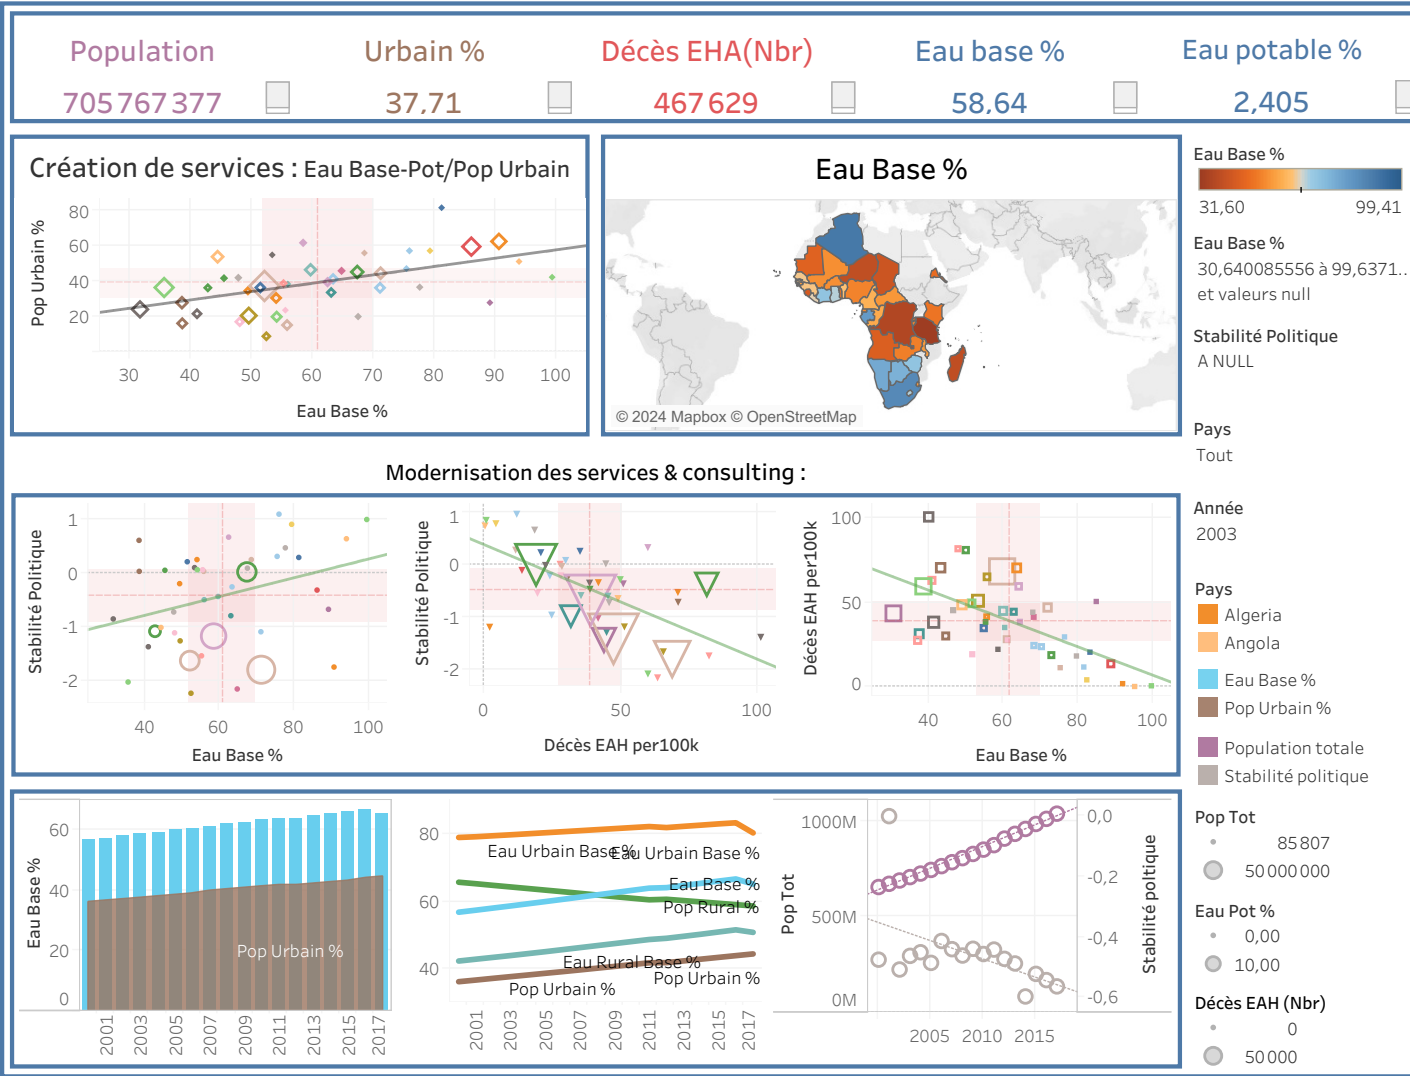 Population
Urbain %
Décès EHA(Nbr)
Eau base %
Eau potable %
705 767 377
37,71
467 629
58,64
2,405
Création de services : Eau Base-Pot/Pop Urbain
Pop Urbain %
80
60
40
20
30
40
50
60
70
80
90
100
Eau Base %
Eau Base %
© 2024 Mapbox © OpenStreetMap
Eau Base %
31,60
99,41
Eau Base %
30,640085556 à 99,6371..
et valeurs null
Stabilité Politique
A NULL
Pays
Tout
Année
2003
Modernisation des services & consulting :
Stabilité Politique
1
0
-1
-2
40
60
80
100
Eau Base %
Stabilité Politique
1
0
-1
-2
0
50
100
Décès EAH per100k
Décès EAH per100k
100
50
0
40
60
80
100
Eau Base %
Pays
Algeria
Angola
Eau Base %
Pop Urbain %
Population totale
Stabilité politique
Pop Tot
85 807
50 000 000
Eau Pot %
0,00
10,00
Décès EAH (Nbr)
0
50 000
Eau Base %
60
40
20
0
Pop Urbain %
2001
2003
2005
2007
2009
2011
2013
2015
2017
80
60
40
Eau Urbain Base %
Eau Urbain Base %
Eau Base %
Pop Rural %
Eau Rural Base %
Pop Urbain %
Pop Urbain %
2001
2003
2005
2007
2009
2011
2013
2015
2017
Pop Tot
1000M
500M
0M
2005
2010
2015
0,0
-0,2
-0,4
-0,6
Stabilité poltique